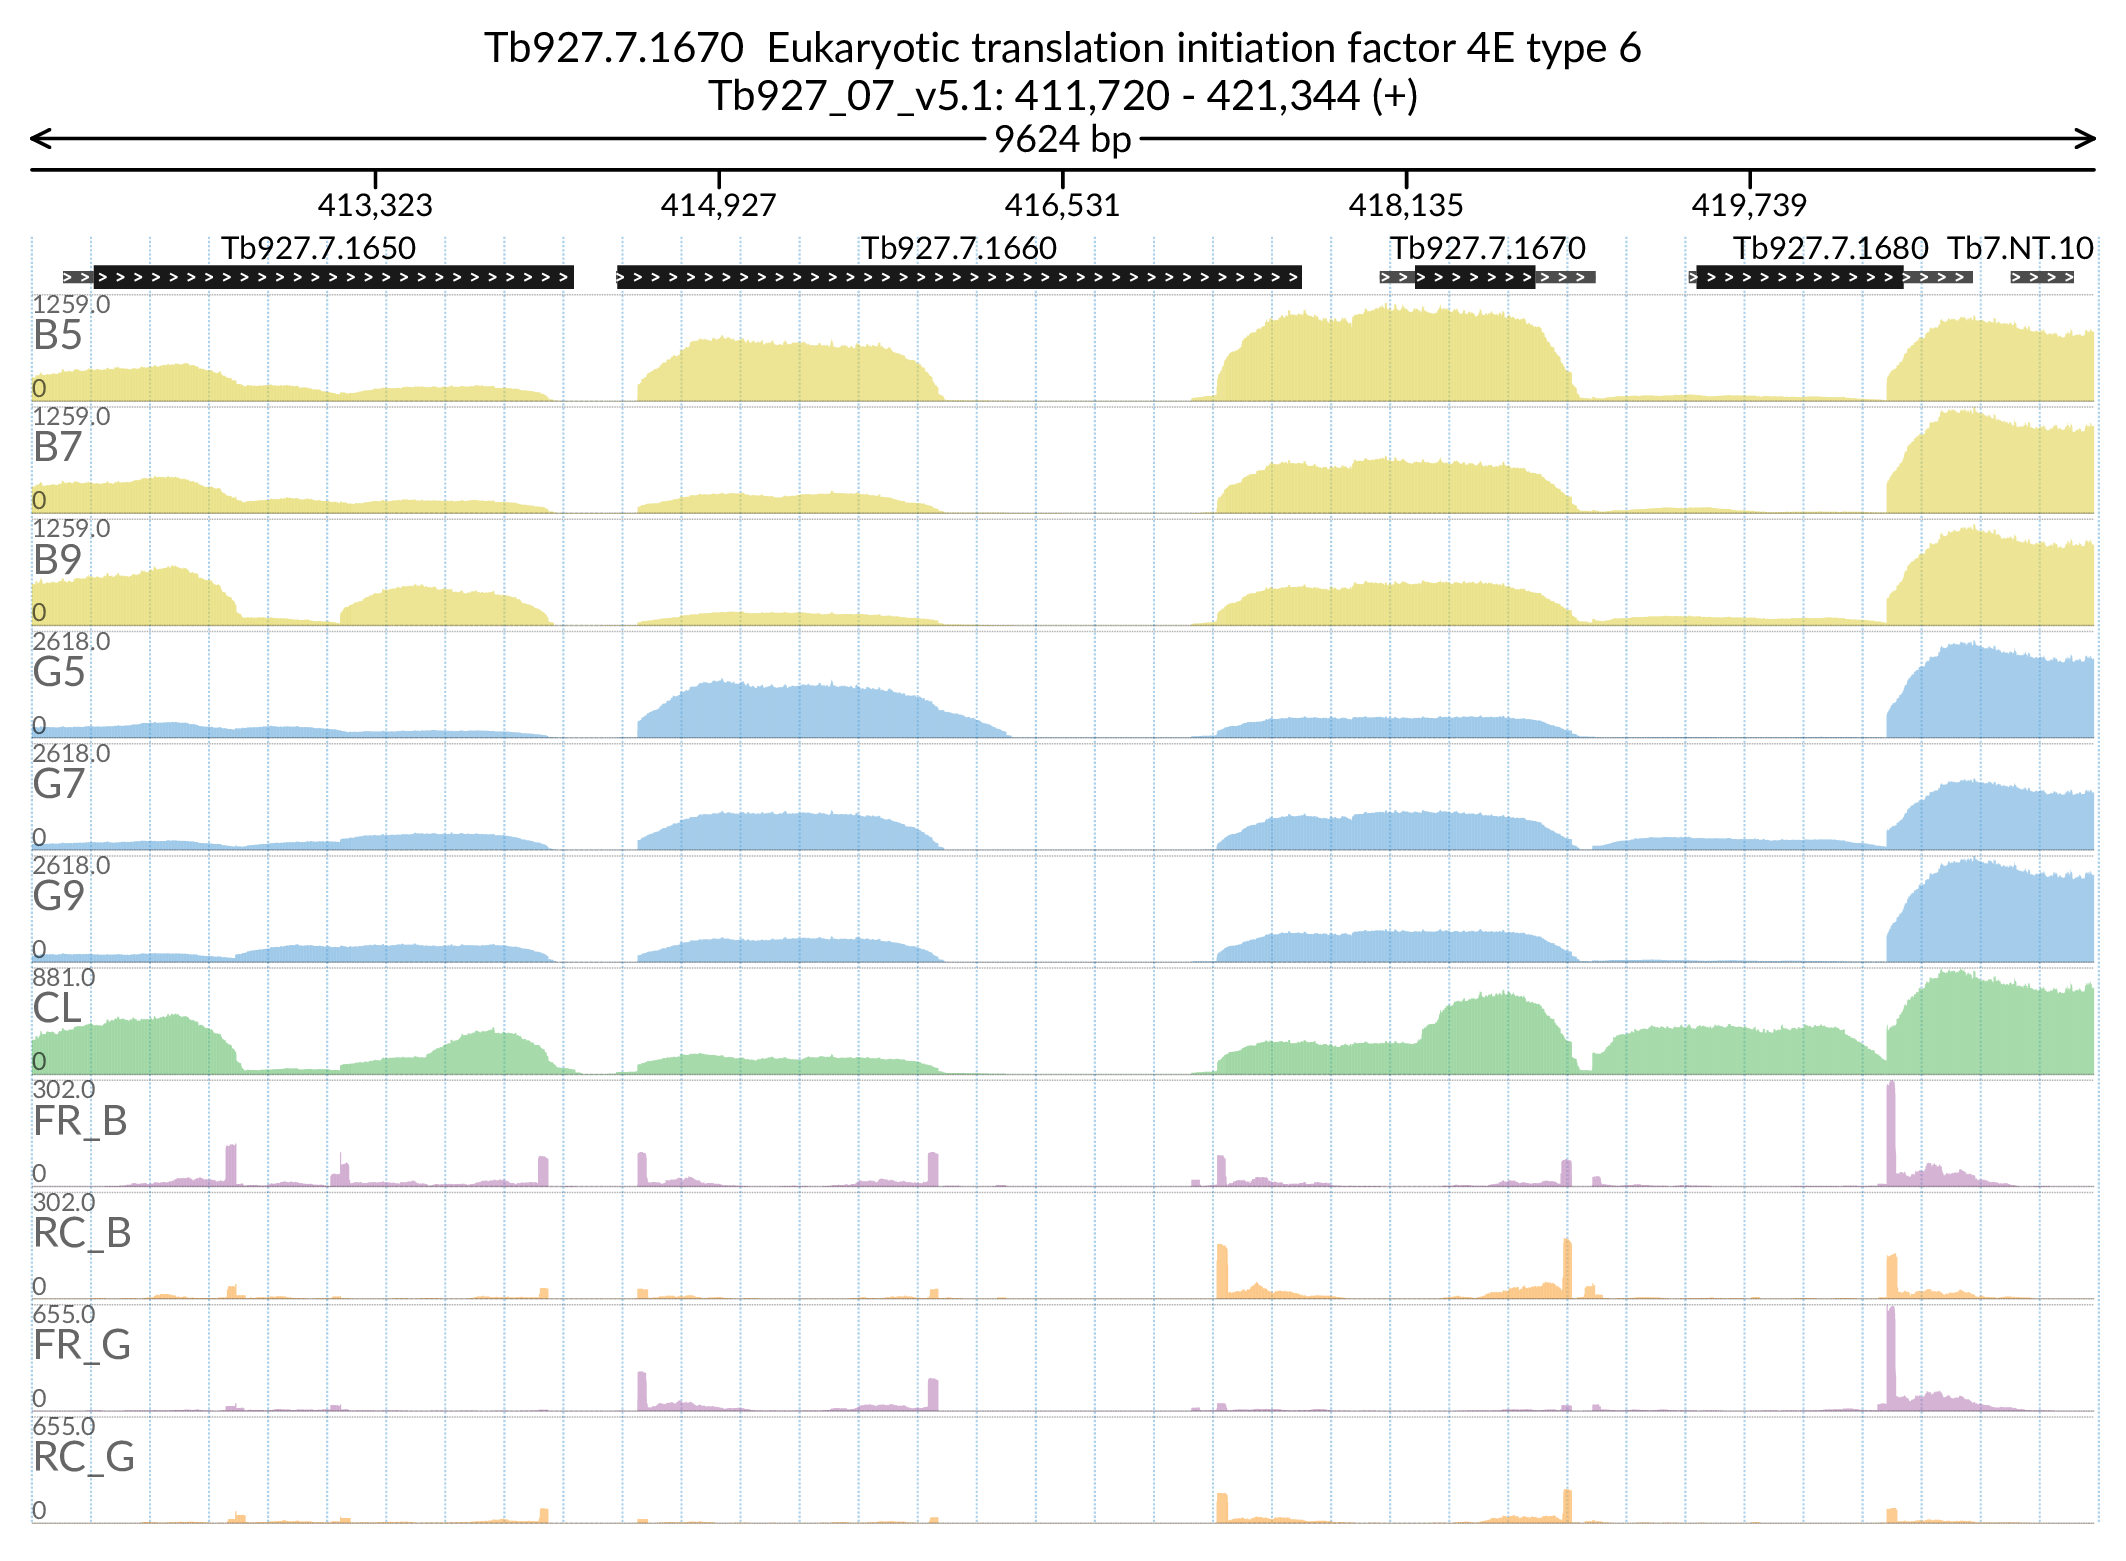 Tb927.7.1670 Eukaryotic translation initiation factor 4E type 6
Tb927_07_v5.1: 411,720 - 421,344 (+)
9624 bp
413,323 414,927 416,531 418,135 419,739
Tb927.7.1650 Tb927.7.1660 Tb927.7.1670 Tb927.7.1680 Tb7.NT.10
1259.0
B5
0
1259.0
B7
0
1259.0
B9
0
2618.0
G5
0
2618.0
G7
0
2618.0
G9
0
881.0
CL
0
302.0
FR_B
0
302.0
RC_B
0
655.0
FR_G
0
655.0
RC_G
0